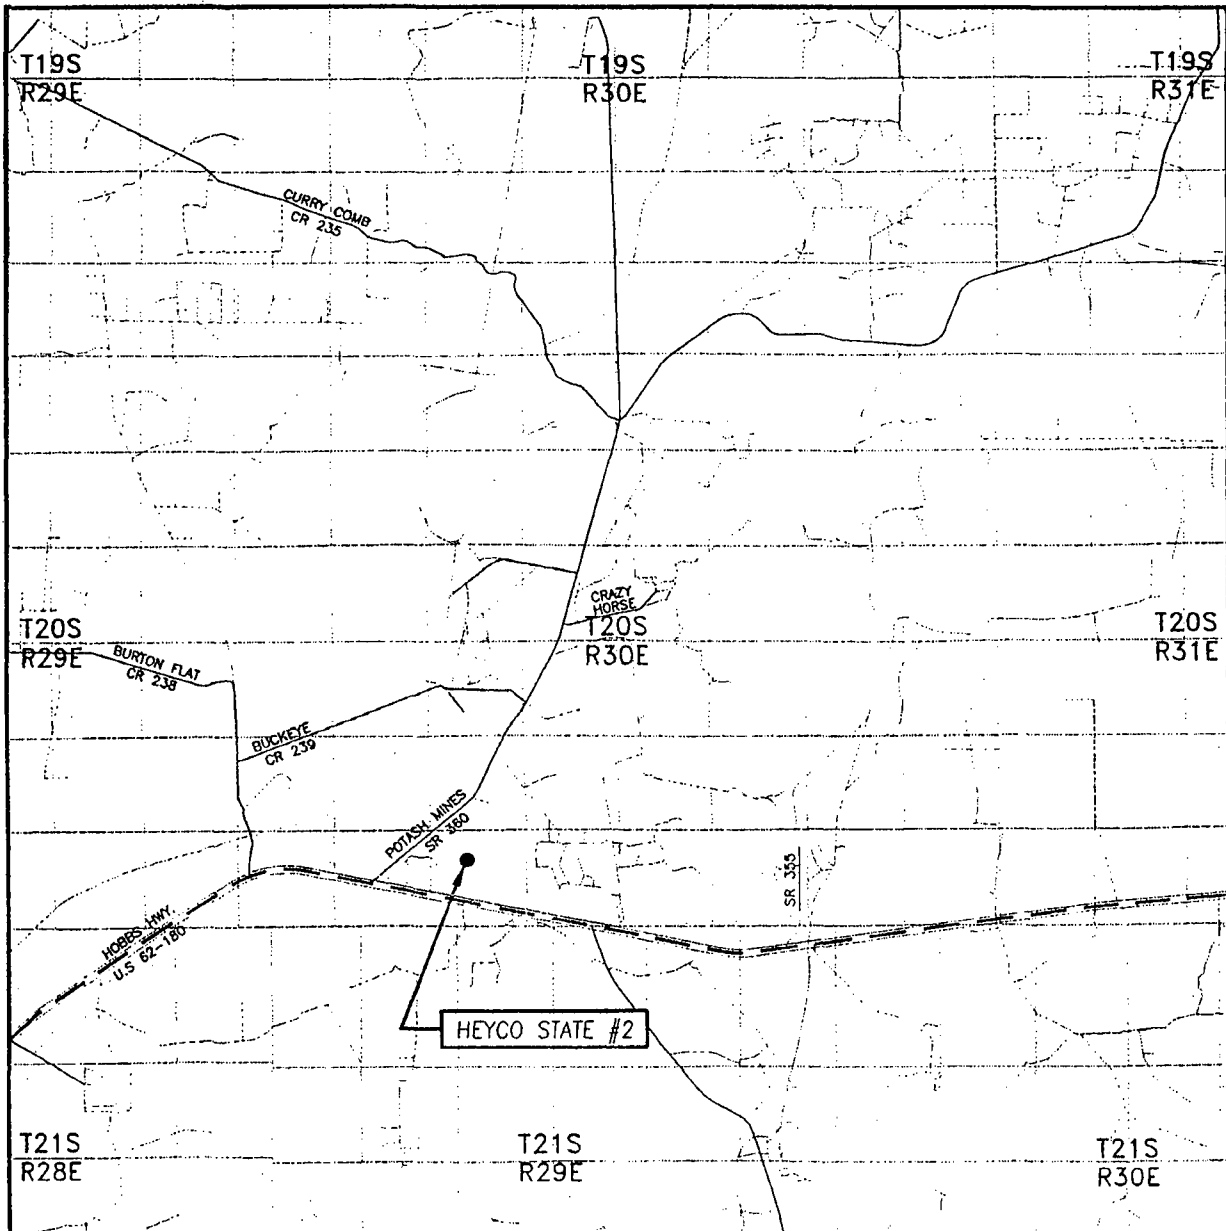 T19S
R29E
T19S
R30E
T19S
R31E
CURRY COMB
CR 235
CRAZY
HORSE
T20S
R29E
T20S
R30E
T20S
R31E
BURTON FLAT
CR 238
BUCKEYE
CR 239
POTASH MINES
SR 360
SR 355
HOBBS HWY.
U.S 62-180
HEYCO STATE #2
T21S
R28E
T21S
R29E
T21S
R30E